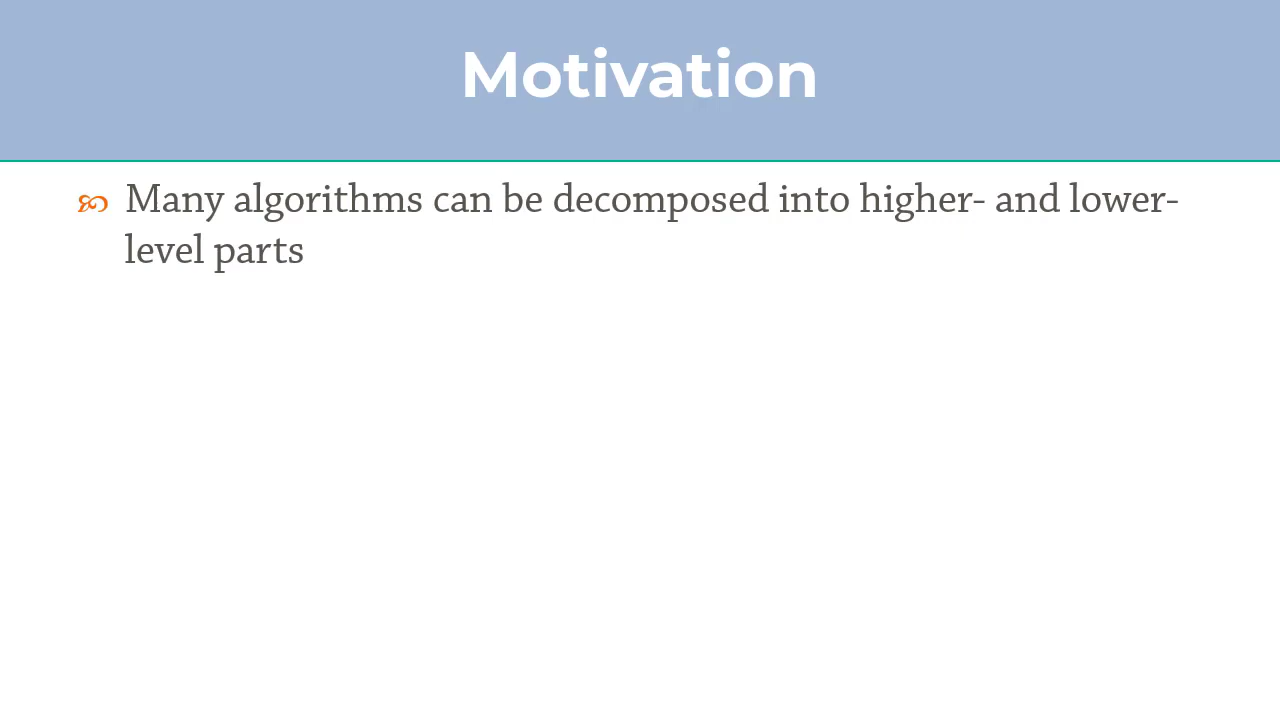 Motivation
Many algorithms can be decomposed into higher- and lower-
level parts